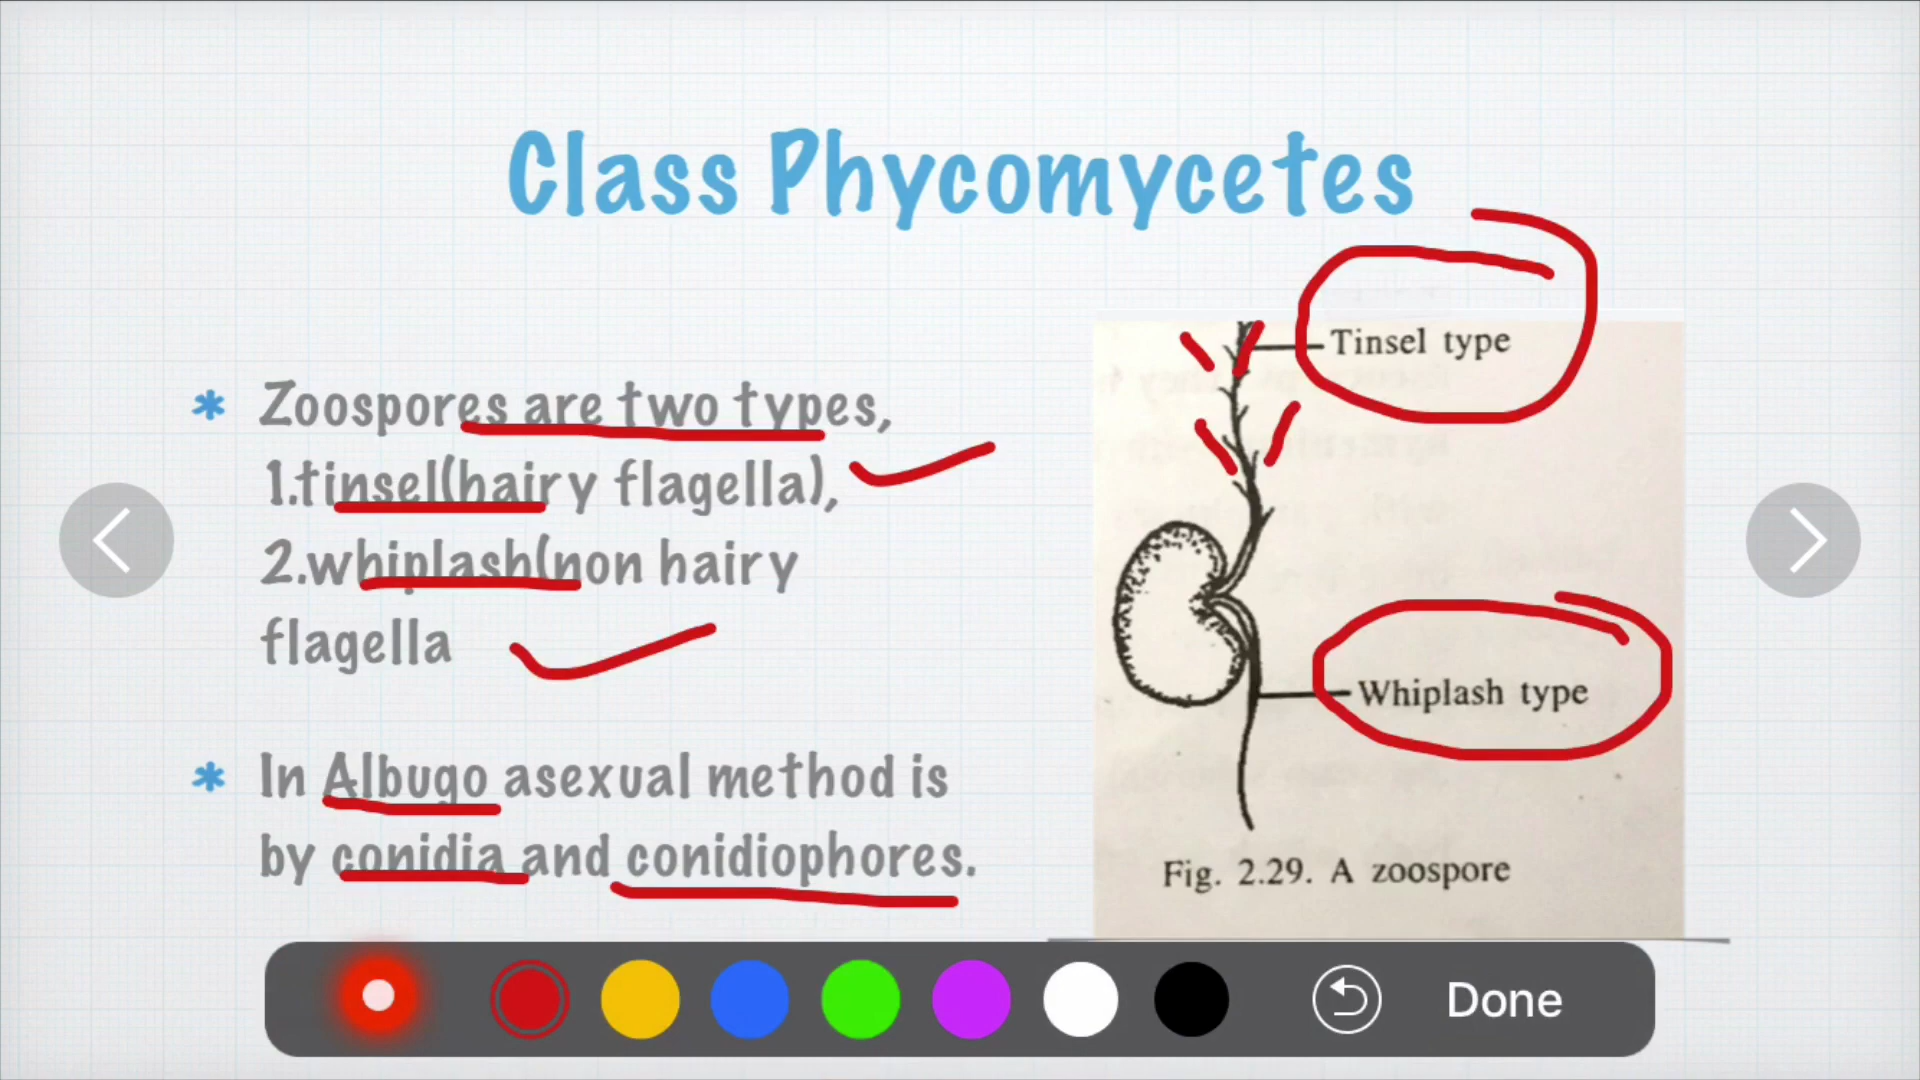 Class Phycomycetes
* Zoospores are two types,
1.tinsel(hairy flagella),
2.whiplash(non hairy
flagella
* In Albugo asexual method is
by conidia and conidiophores.
Tinsel type
Whiplash type
Fig. 2.29. A zoospore
Done